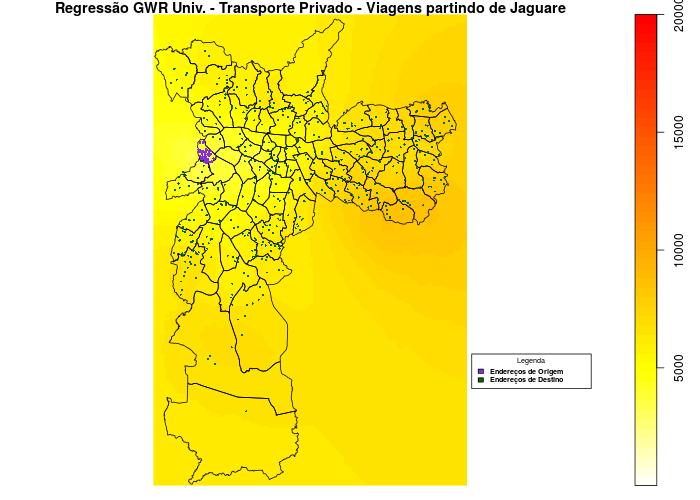 Regressão GWR Univ. - Transporte Privado - Viagens partindo de Jaguare
20000
15000
10000
5000
Legenda
Endereços de Origem
Endereços de Destino